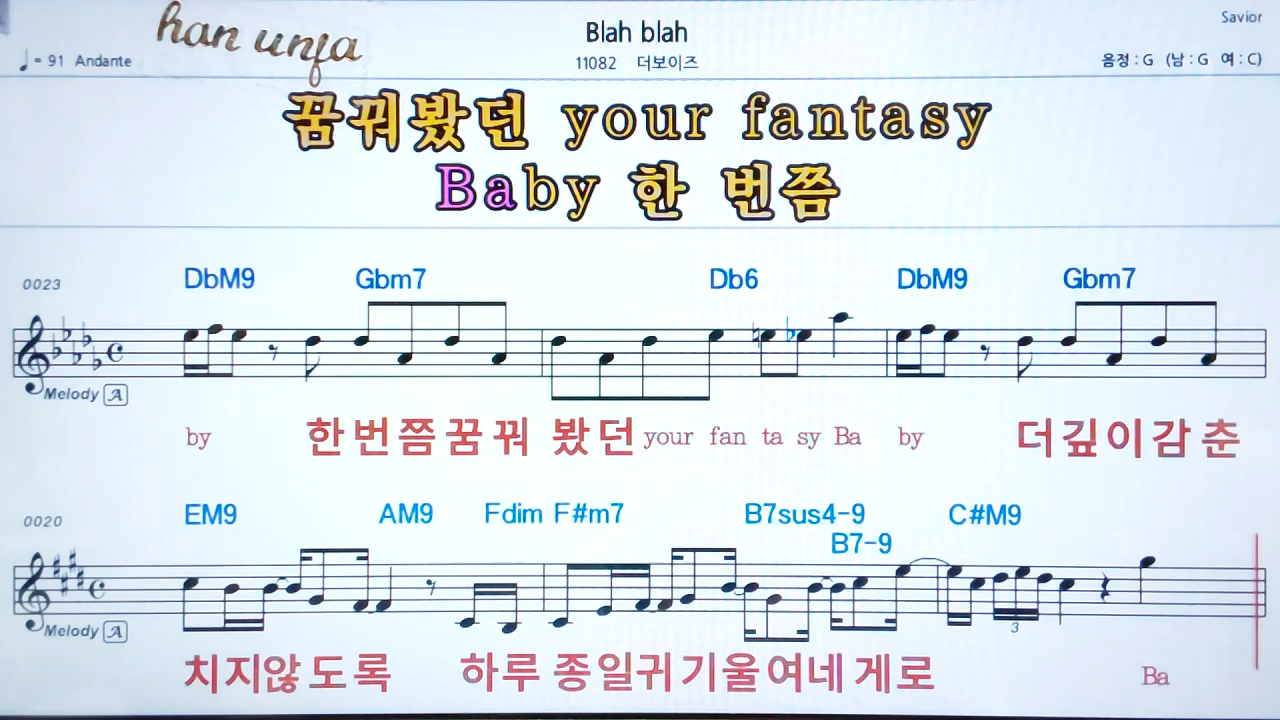 han unfa
Blah blah
Savior
♩= 91 Andante
11082 더보이즈
음정 : G (남 : G 여 : C)
꿈꿔봤던 your fantasy
Baby 한 번쯤
0023
DbM9 Gbm7 Db6 DbM9 Gbm7
Melody A
by 한번쯤꿈꿔 봤던 your fan ta sy Ba by 더깊이감춘
0020
EM9 AM9 Fdim F#m7 B7sus4-9 C#M9
B7-9
3
Melody A
치지않도록 하루종일귀기울여네게로 Ba